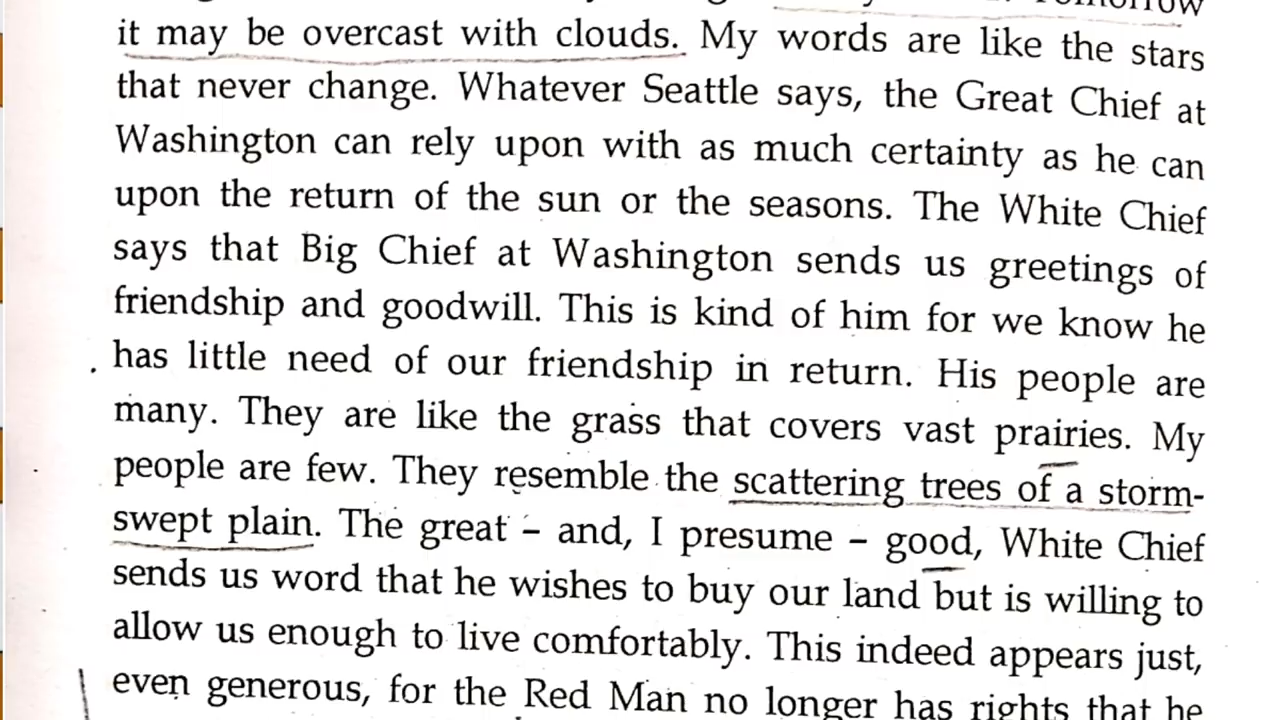 Tomorrow
it may be overcast with clouds. My words are like the stars
that never change. Whatever Seattle says, the Great Chief at
Washington can rely upon with as much certainty as he can
upon the return of the sun or the seasons. The White Chief
says that Big Chief at Washington sends us greetings of
friendship and goodwill. This is kind of him for we know he
has little need of our friendship in return. His people are
many. They are like the grass that covers vast prairies. My
people are few. They resemble the scattering trees of a storm-
swept plain. The great – and, I presume – good, White Chief
sends us word that he wishes to buy our land but is willing to
allow us enough to live comfortably. This indeed appears just,
even generous, for the Red Man no longer has rights that he